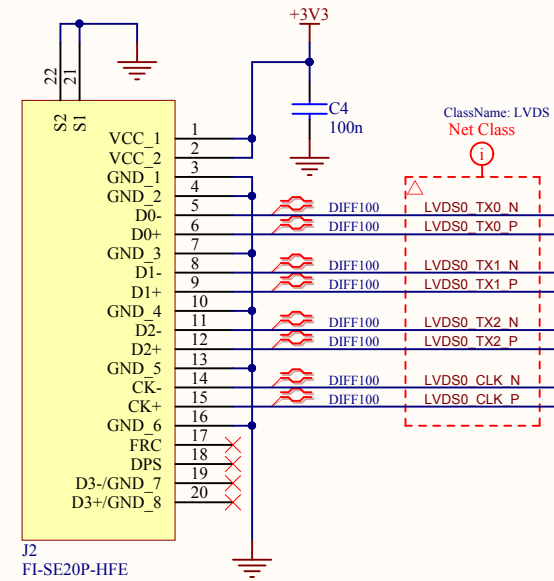 +3V3
22
21
S2
S1
C4
100n
ClassName: LVDS
Net Class
i
VCC_1 1
VCC_2 2
GND_1 3
GND_2 4
D0- 5 DIFF100 LVDS0_TX0_N
D0+ 6 DIFF100 LVDS0_TX0_P
GND_3 7
D1- 8 DIFF100 LVDS0_TX1_N
D1+ 9 DIFF100 LVDS0_TX1_P
GND_4 10
D2- 11 DIFF100 LVDS0_TX2_N
D2+ 12 DIFF100 LVDS0_TX2_P
GND_5 13
CK- 14 DIFF100 LVDS0_CLK_N
CK+ 15 DIFF100 LVDS0_CLK_P
GND_6 16
FRC 17
DPS 18
D3-/GND_7 19
D3+/GND_8 20
J2
FI-SE20P-HFE